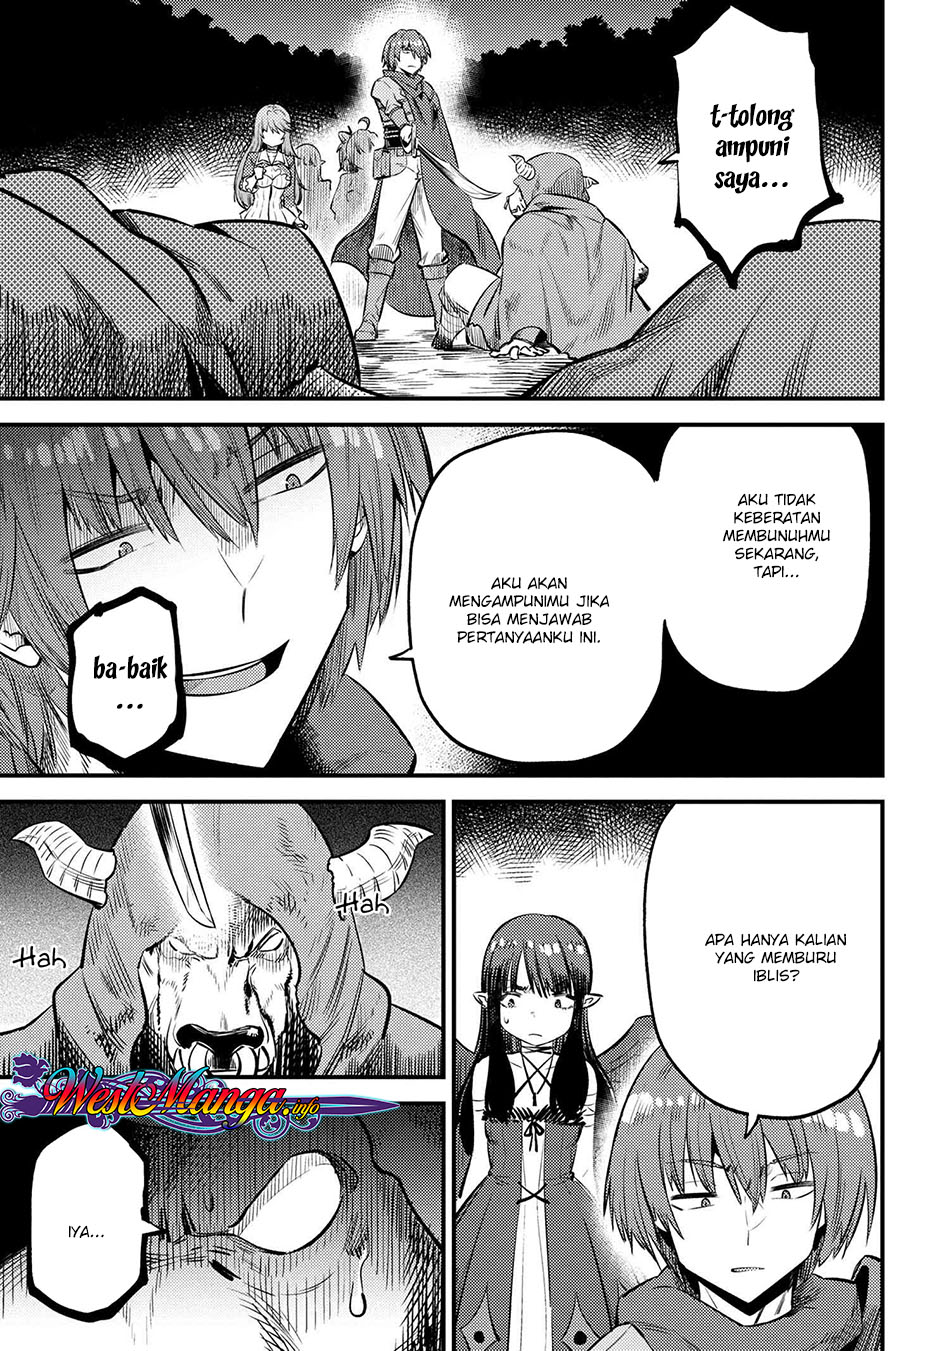 t-tolong
ampuni
saya...
AKU TIDAK
KEBERATAN
MEMBUNUHMU
SEKARANG,
TAPI...
AKU AKAN
MENGAMPUNIMU JIKA
BISA MENJAWAB
PERTANYAANKU INI.
ba-baik
...
APA HANYA KALIAN
YANG MEMBURU
IBLIS?
Hah
Hah
WestManga.info
IYA...